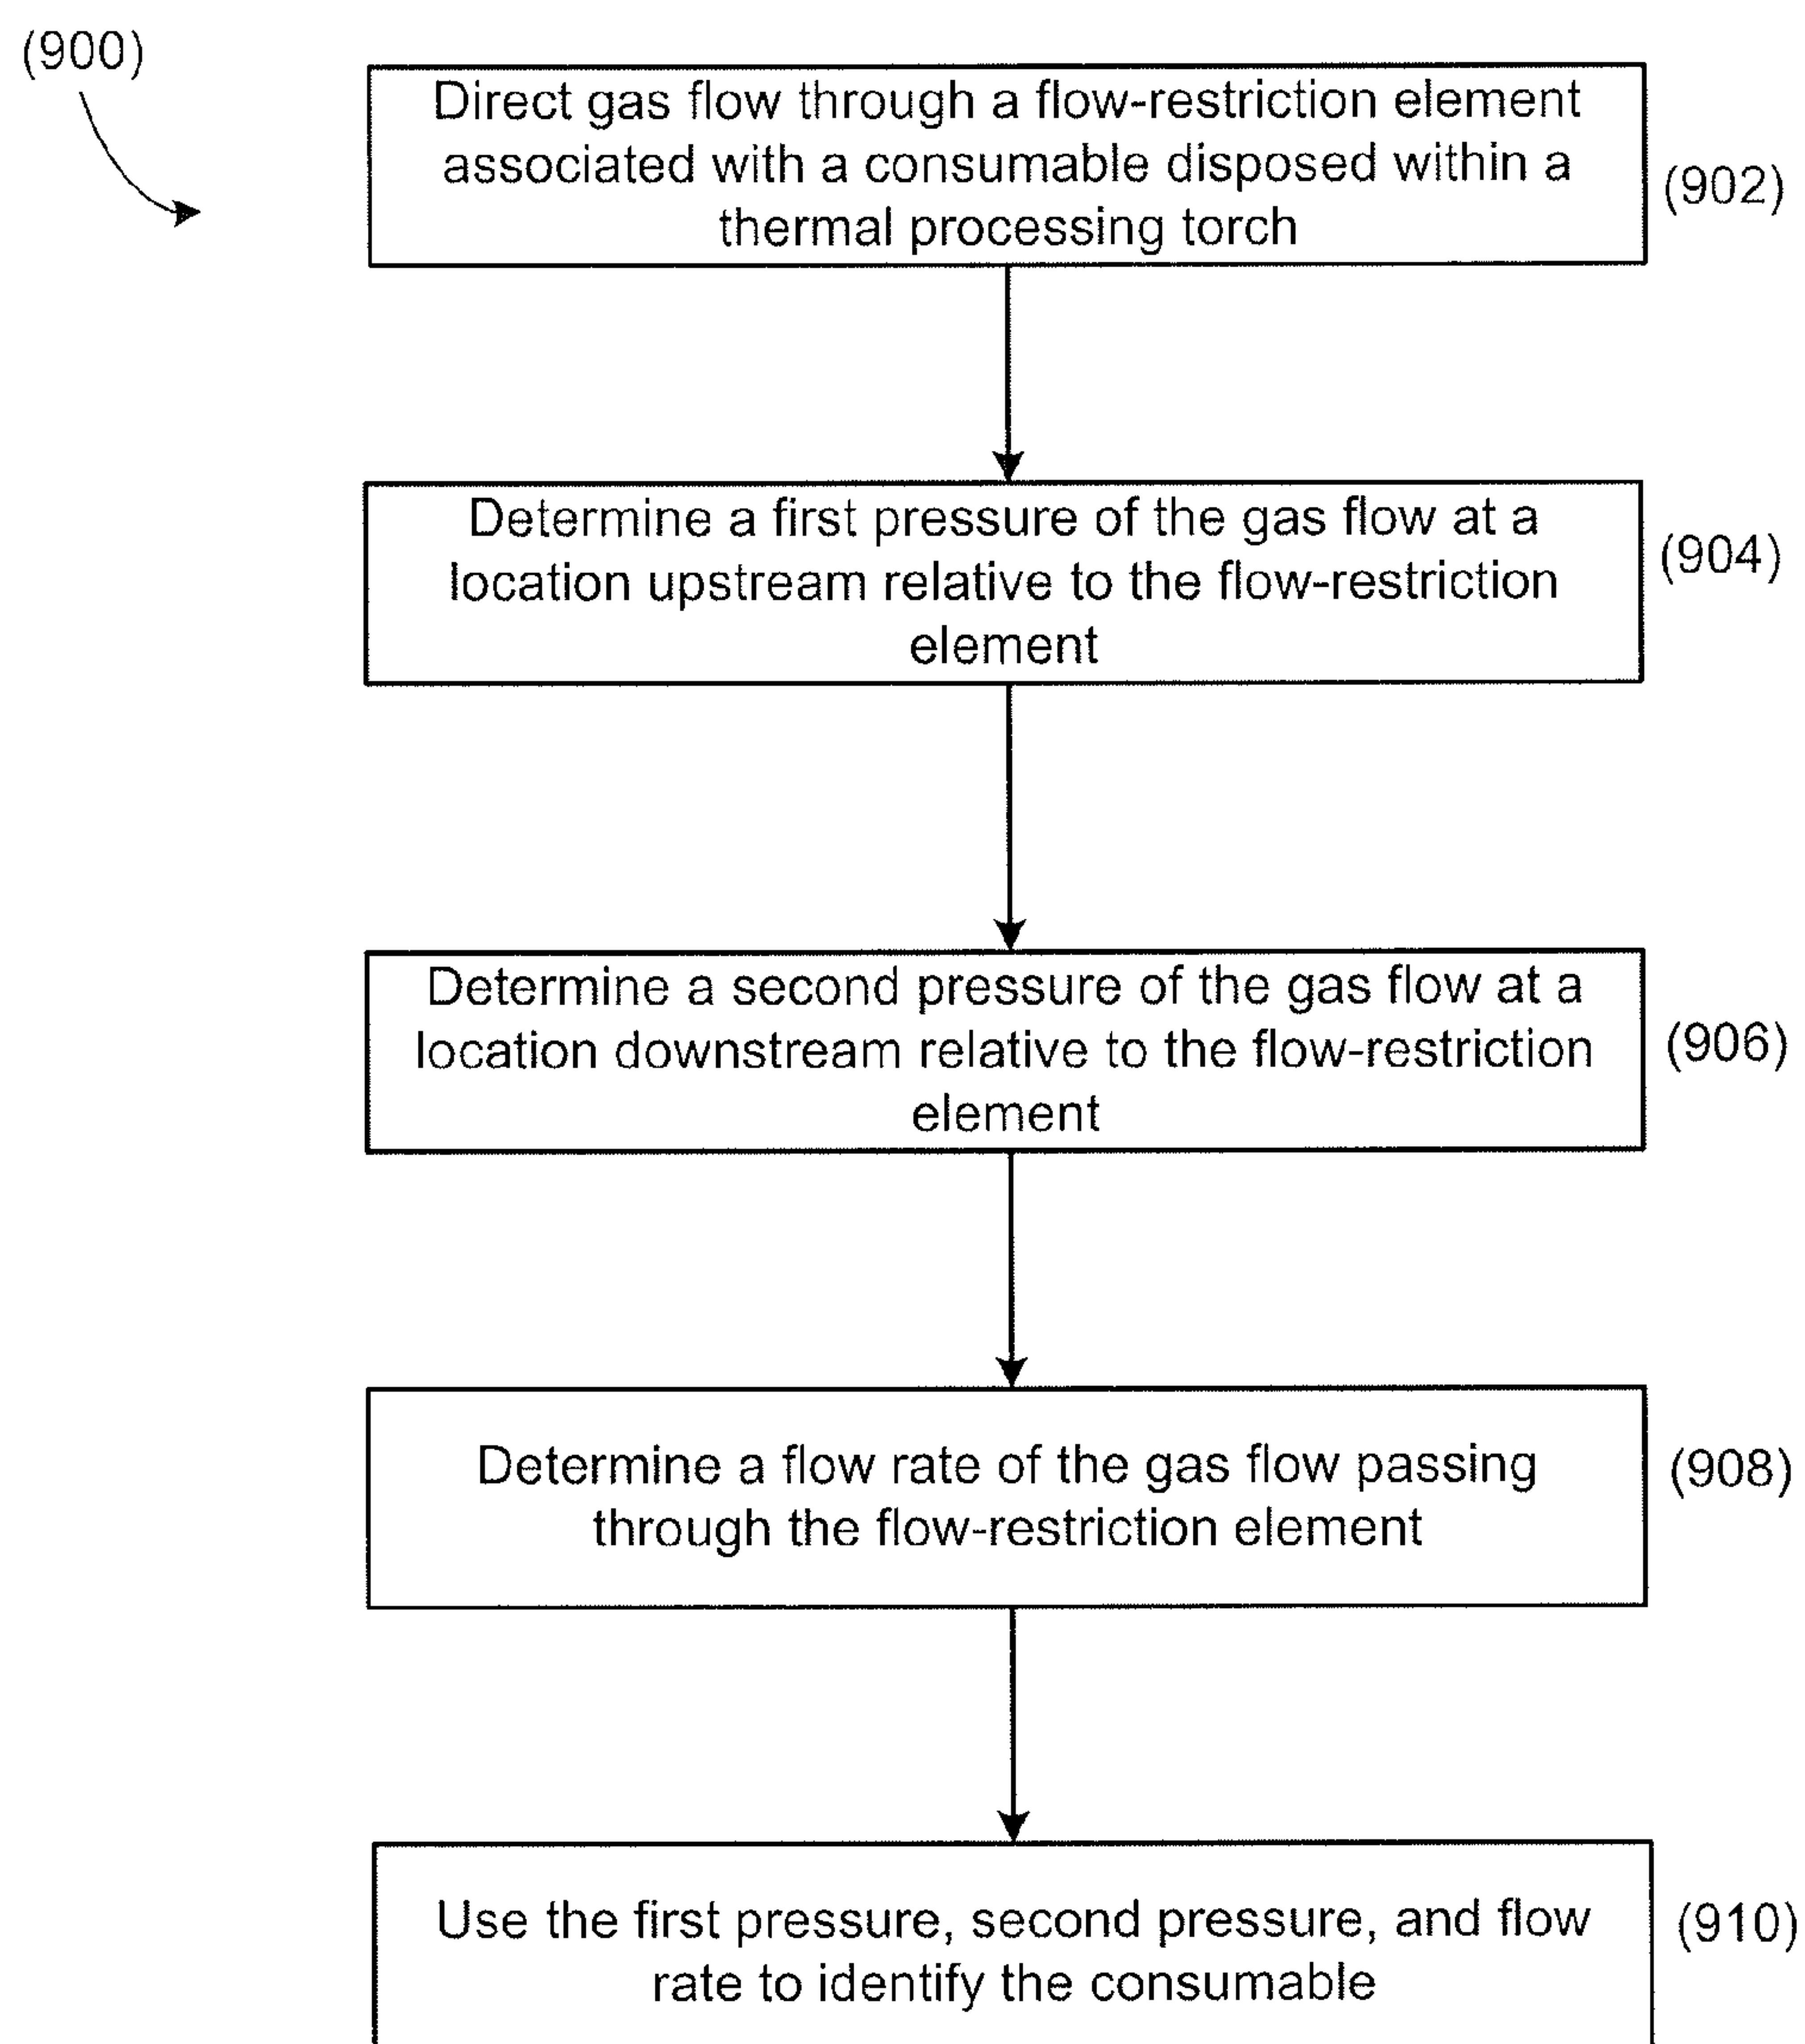 (900)
Direct gas flow through a flow-restriction element
associated with a consumable disposed within a
thermal processing torch
(902)
Determine a first pressure of the gas flow at a
location upstream relative to the flow-restriction
element
(904)
Determine a second pressure of the gas flow at a
location downstream relative to the flow-restriction
element
(906)
Determine a flow rate of the gas flow passing
through the flow-restriction element
(908)
Use the first pressure, second pressure, and flow
rate to identify the consumable
(910)